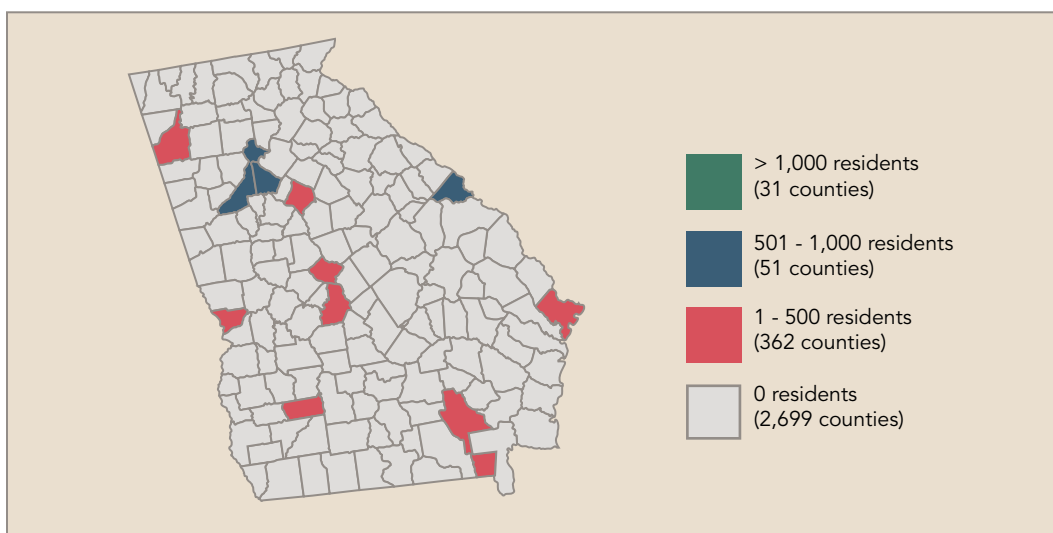 > 1,000 residents
(31 counties)
501 - 1,000 residents
(51 counties)
1 - 500 residents
(362 counties)
0 residents
(2,699 counties)